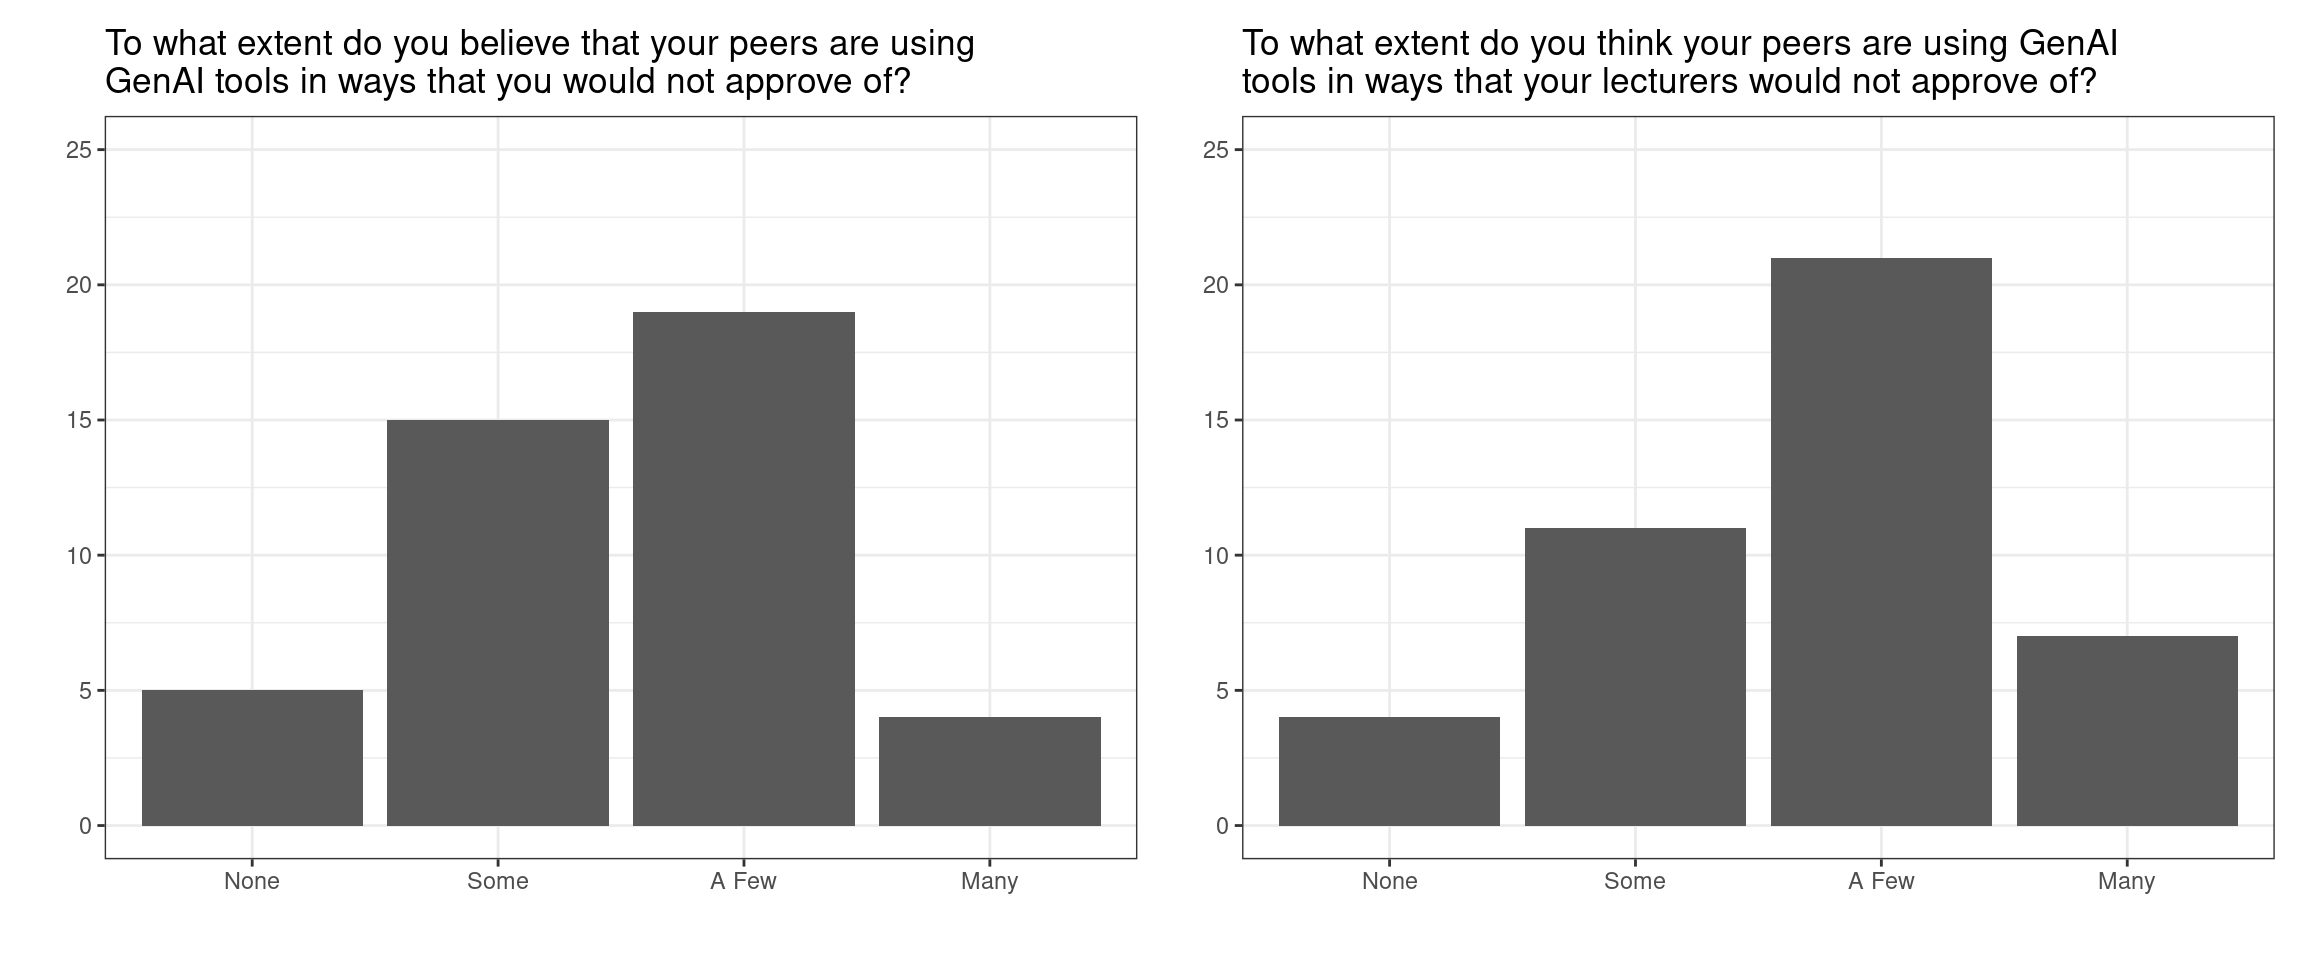 To what extent do you believe that your peers are using
GenAI tools in ways that you would not approve of?
25
20
15
10
5
0
None
Some
A Few
Many
To what extent do you think your peers are using GenAI
tools in ways that your lecturers would not approve of?
25
20
15
10
5
0
None
Some
A Few
Many